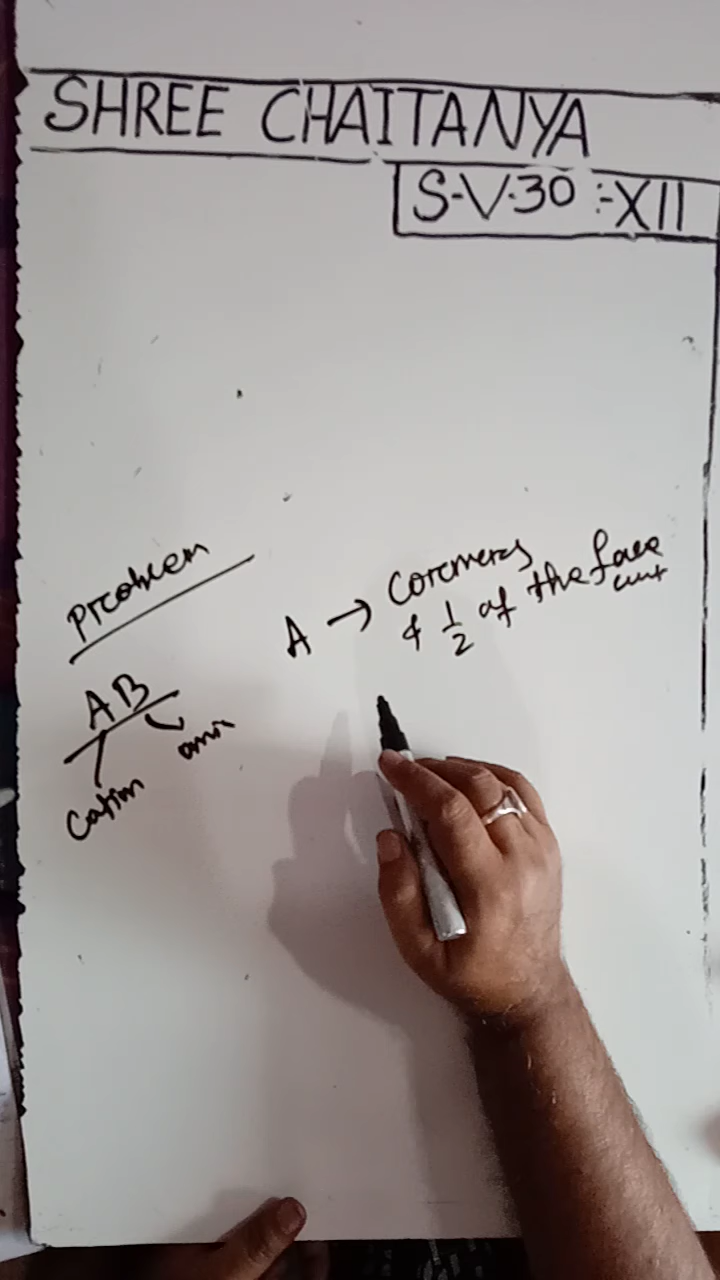 SHREE CHAITANYA
S-V-30 :-XII
Problem
A → Corners
& 1/2 of the face
AB
Cation